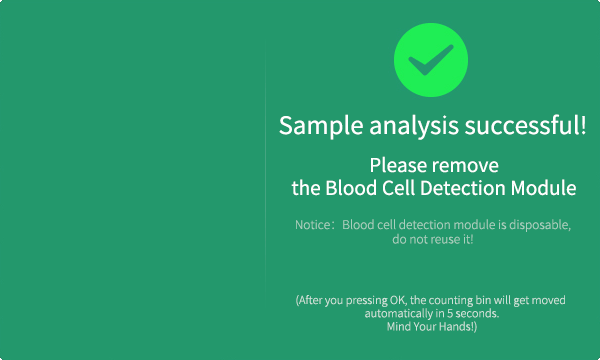 Sample analysis successful!
Please remove
the Blood Cell Detection Module
Notice：Blood cell detection module is disposable,
do not reuse it!
(After you pressing OK, the counting bin will get moved
automatically in 5 seconds.
Mind Your Hands!)